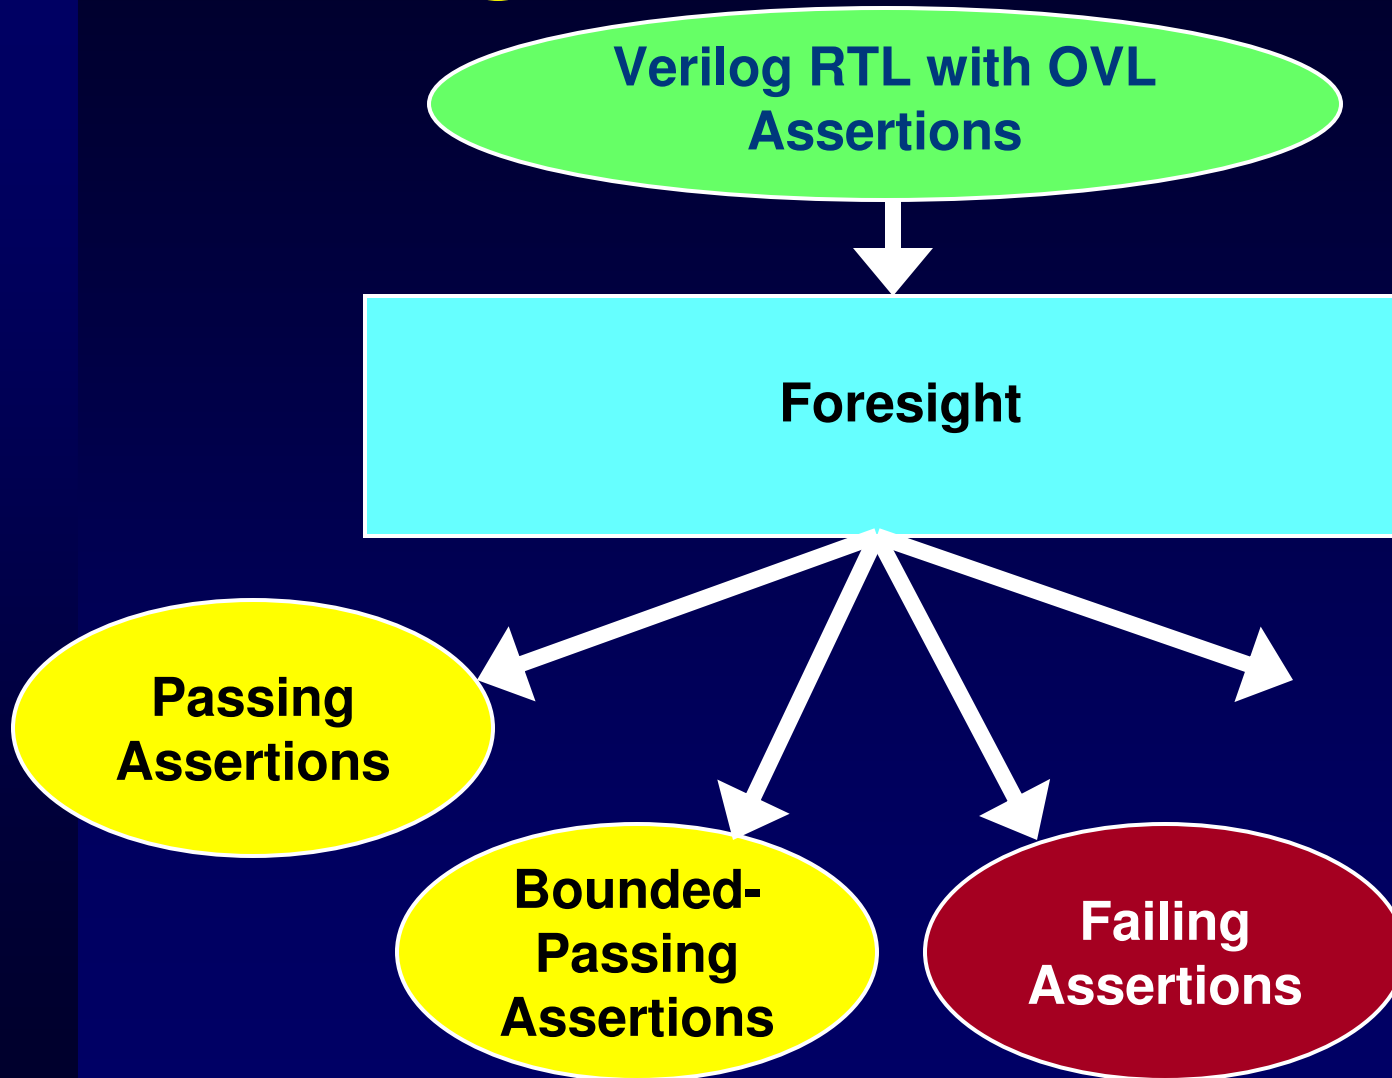 Verilog RTL with OVL
Assertions
Foresight
Passing
Assertions
Bounded-
Passing
Assertions
Failing
Assertions